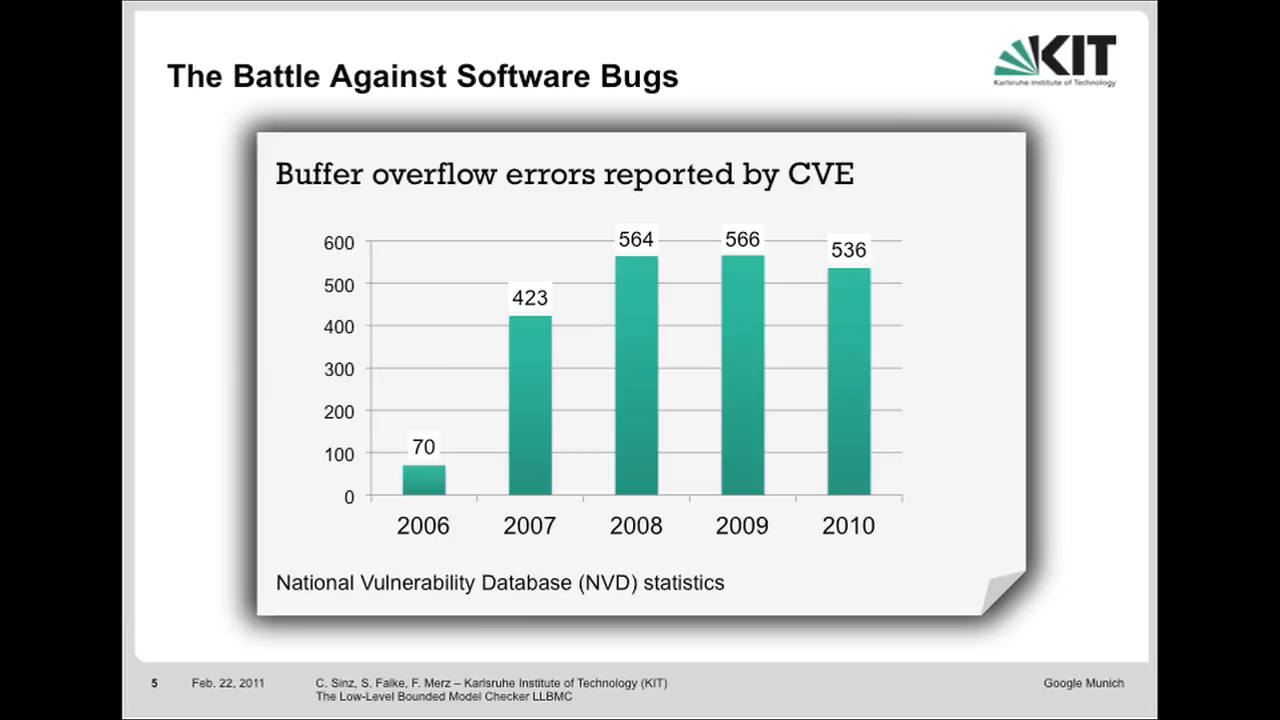 The Battle Against Software Bugs
KIT
Karlsruhe Institute of Technology
Buffer overflow errors reported by CVE
600
500
400
300
200
100
0
70
423
564
566
536
2006 2007 2008 2009 2010
National Vulnerability Database (NVD) statistics
5 Feb. 22, 2011 C. Sinz, S. Falke, F. Merz – Karlsruhe Institute of Technology (KIT) Google Munich
The Low-Level Bounded Model Checker LLBMC